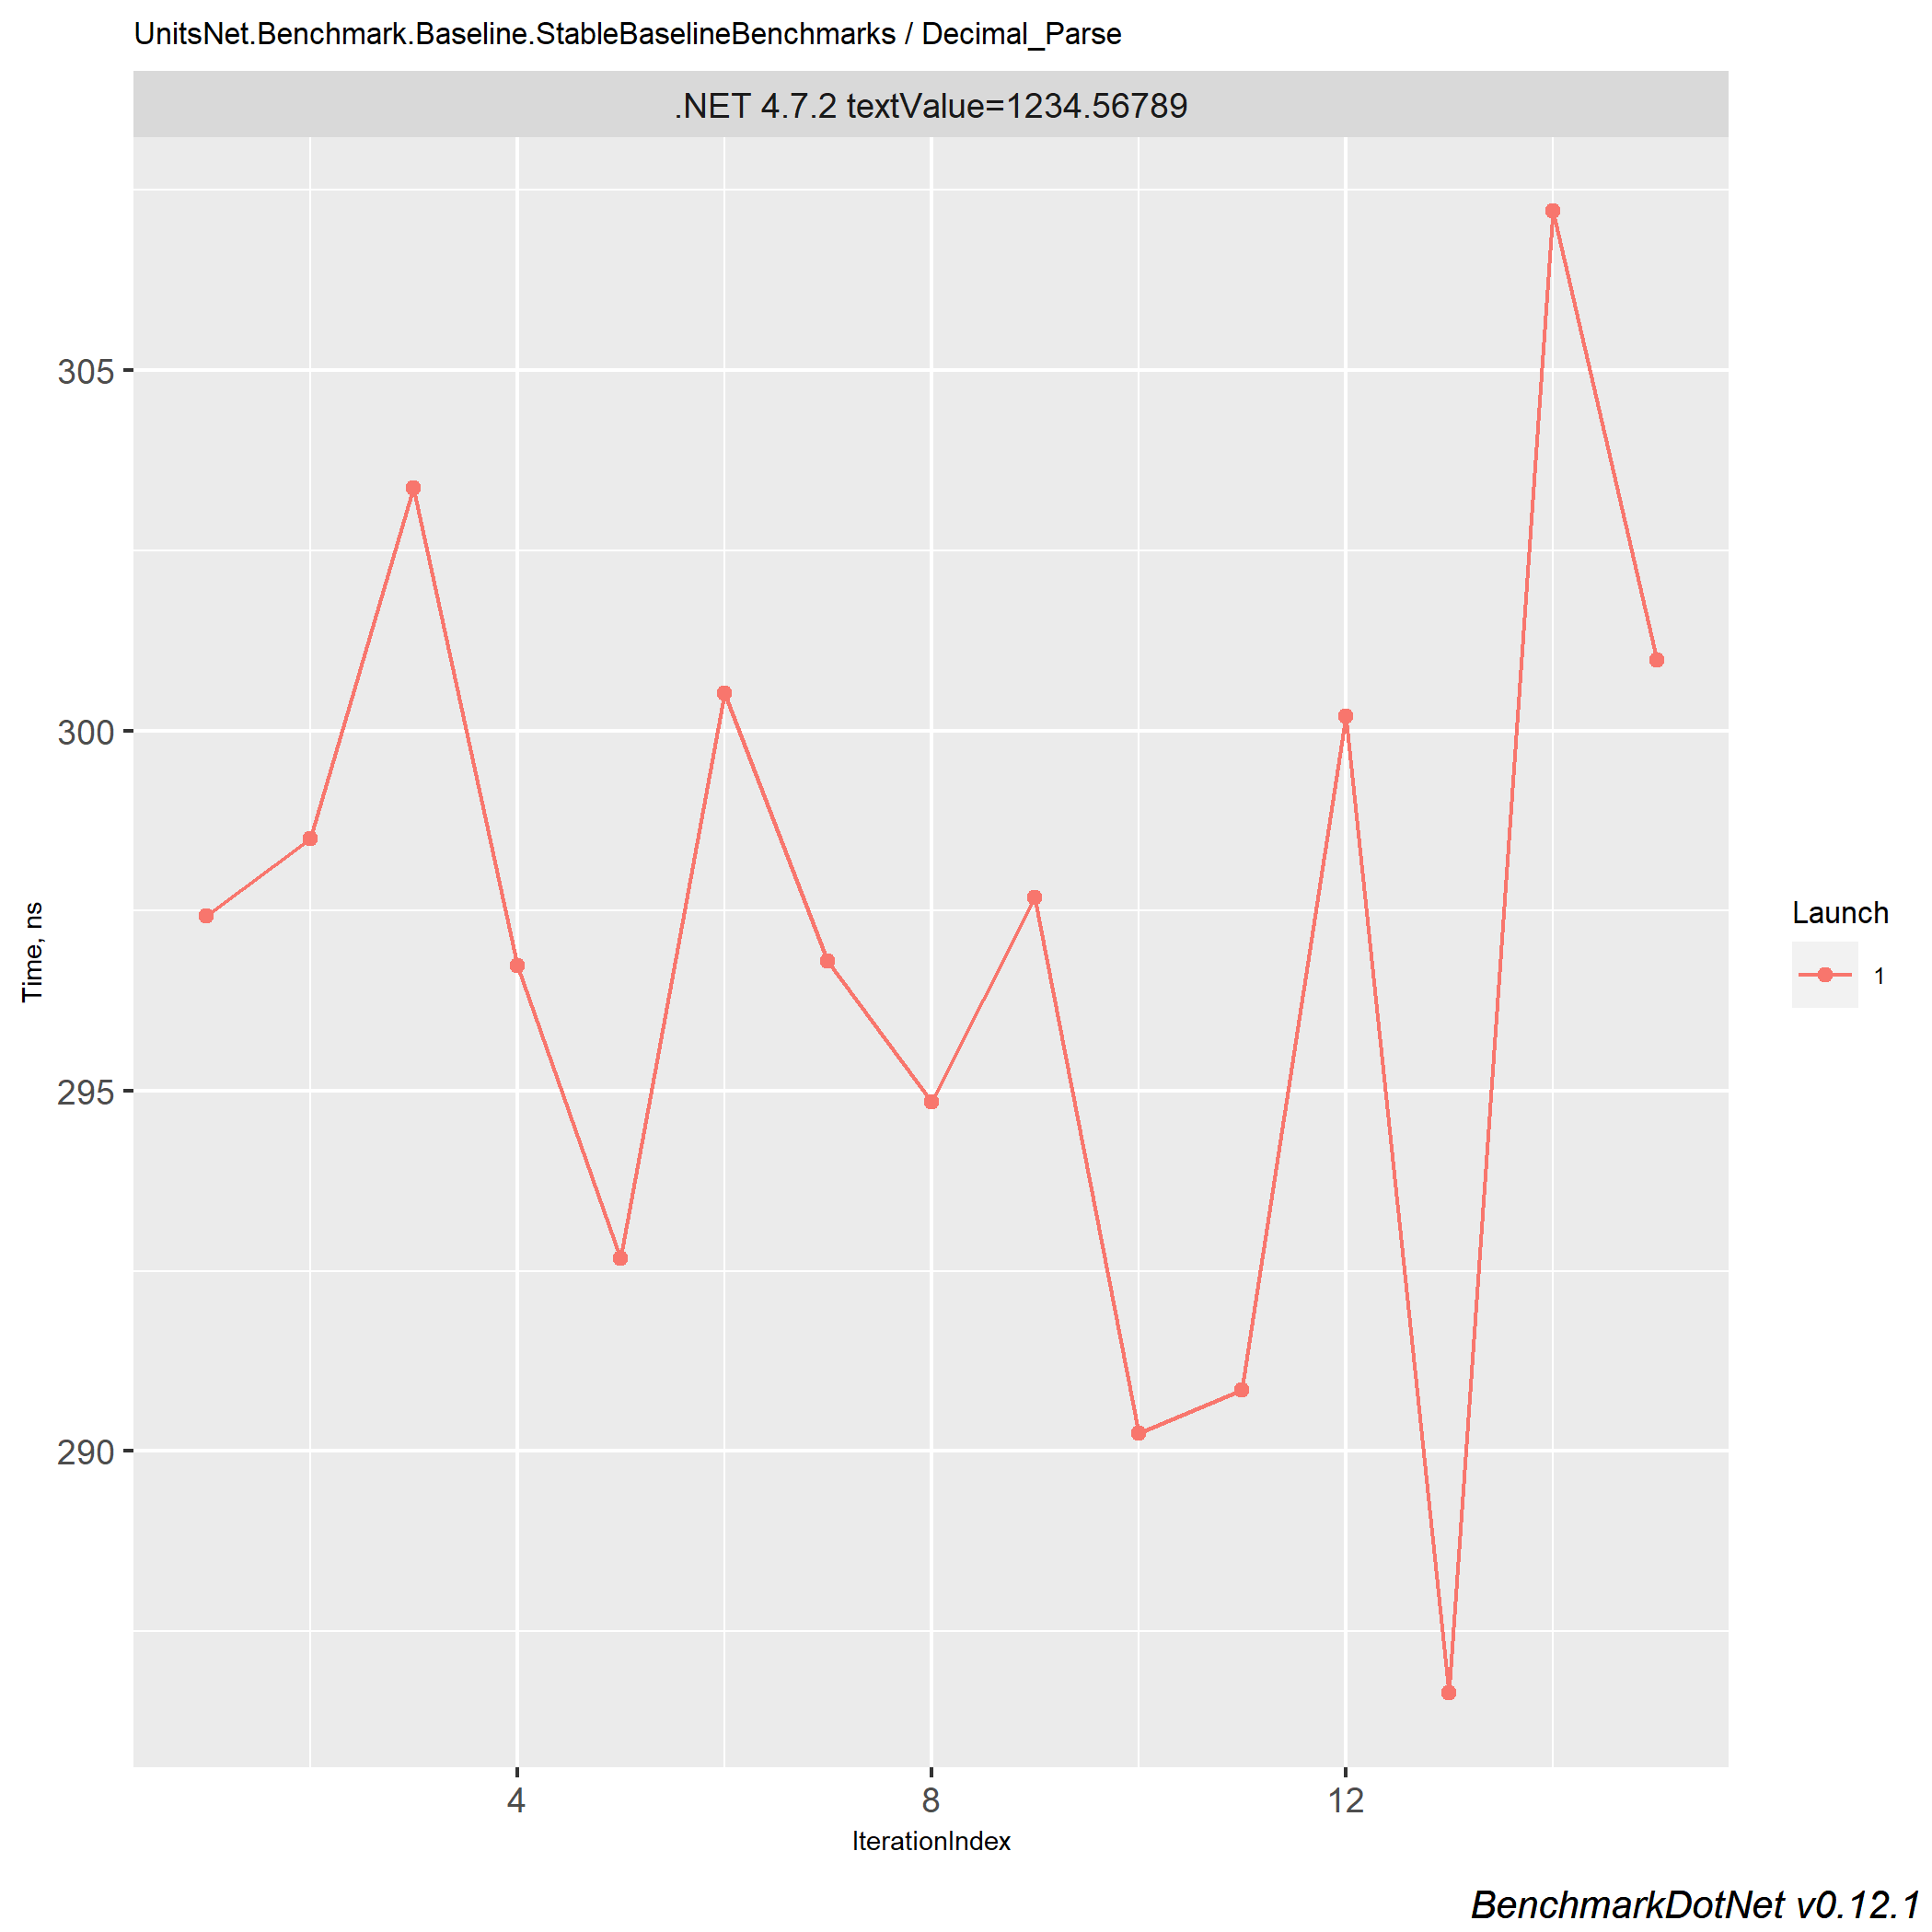 UnitsNet.Benchmark.Baseline.StableBaselineBenchmarks / Decimal_Parse
.NET 4.7.2 textValue=1234.56789
305
300
295
290
Time, ns
4 8 12
IterationIndex
Launch
1
BenchmarkDotNet v0.12.1